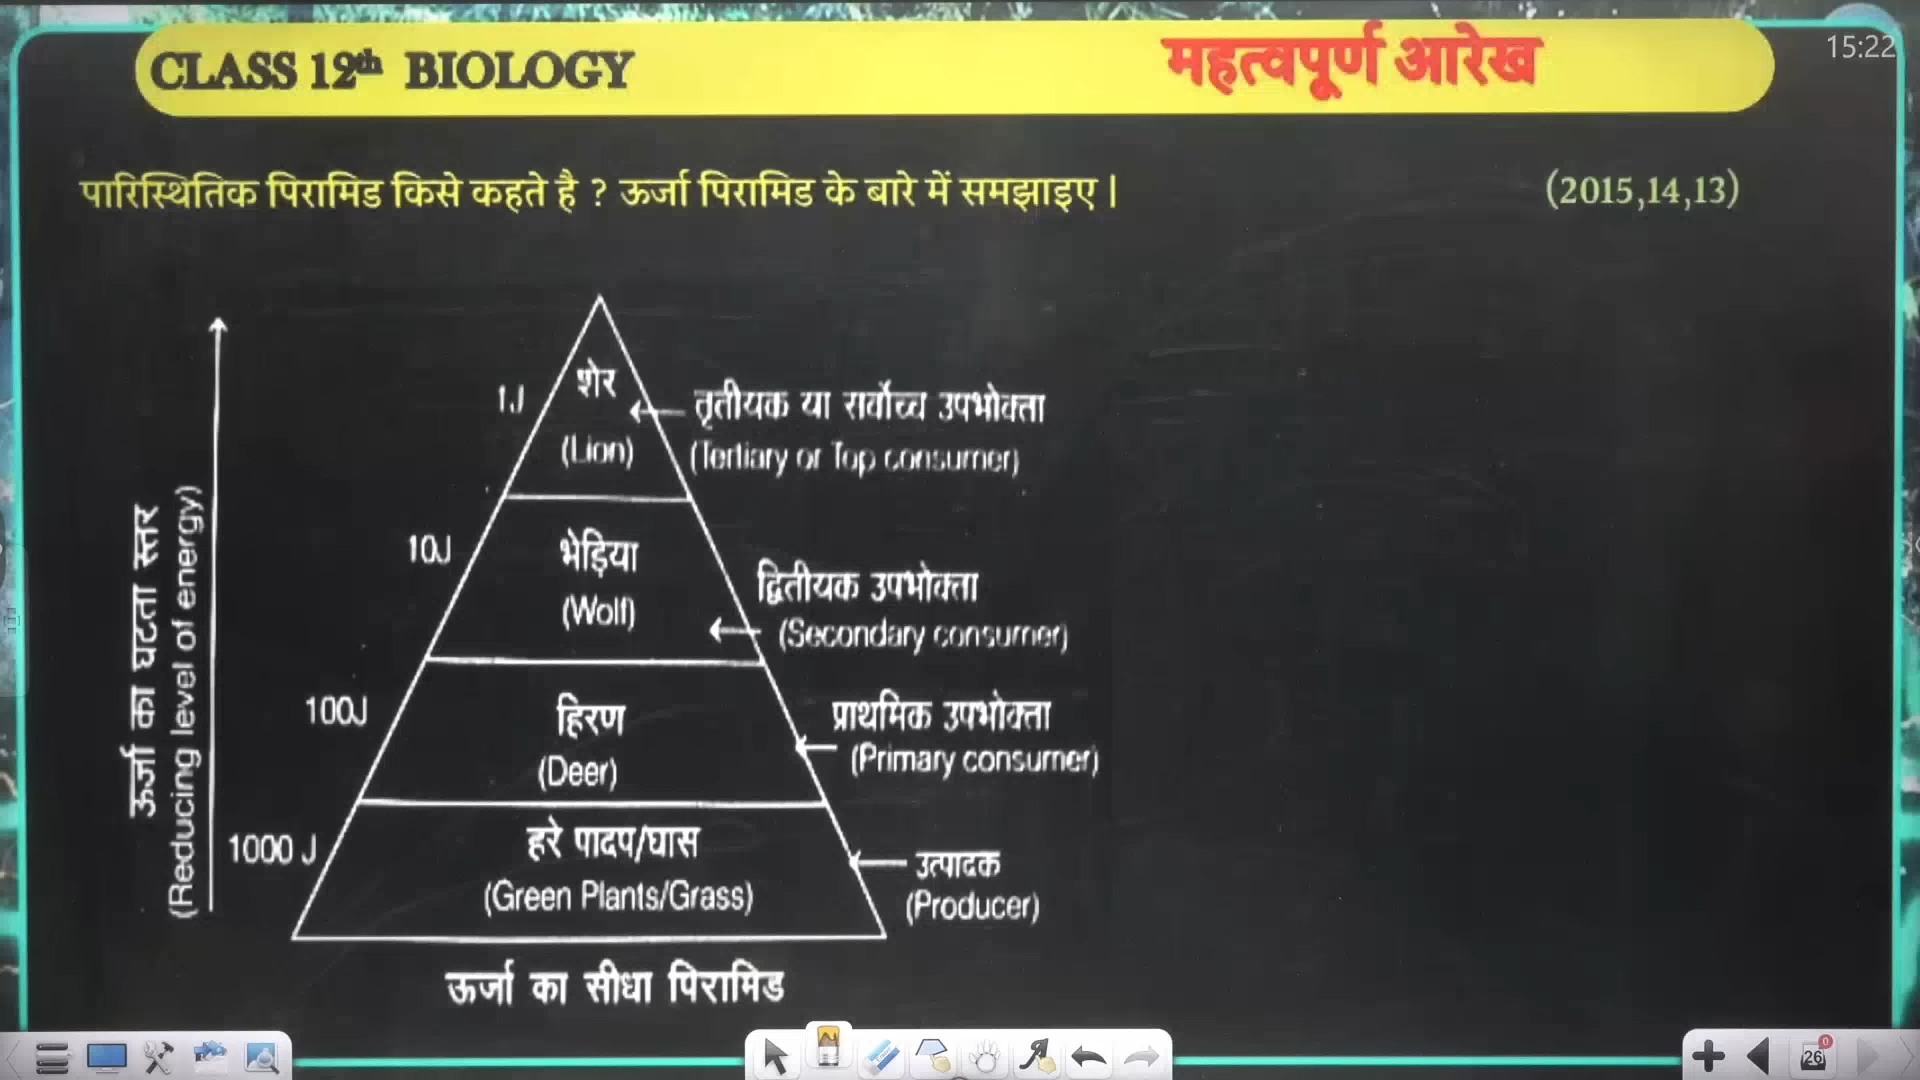 CLASS 12th BIOLOGY
महत्वपूर्ण आरेख
15:22
पारिस्थितिक पिरामिड किसे कहते है ? ऊर्जा पिरामिड के बारे में समझाइए |
(2015,14,13)
ऊर्जा का घटता स्तर
(Reducing level of energy)
1J
शेर
(Lion)
तृतीयक या सर्वोच्च उपभोक्ता
(Tertiary or Top consumer)
10J
भेड़िया
(Wolf)
द्वितीयक उपभोक्ता
(Secondary consumer)
100J
हिरण
(Deer)
प्राथमिक उपभोक्ता
(Primary consumer)
1000 J
हरे पादप/घास
(Green Plants/Grass)
उत्पादक
(Producer)
ऊर्जा का सीधा पिरामिड
26
0